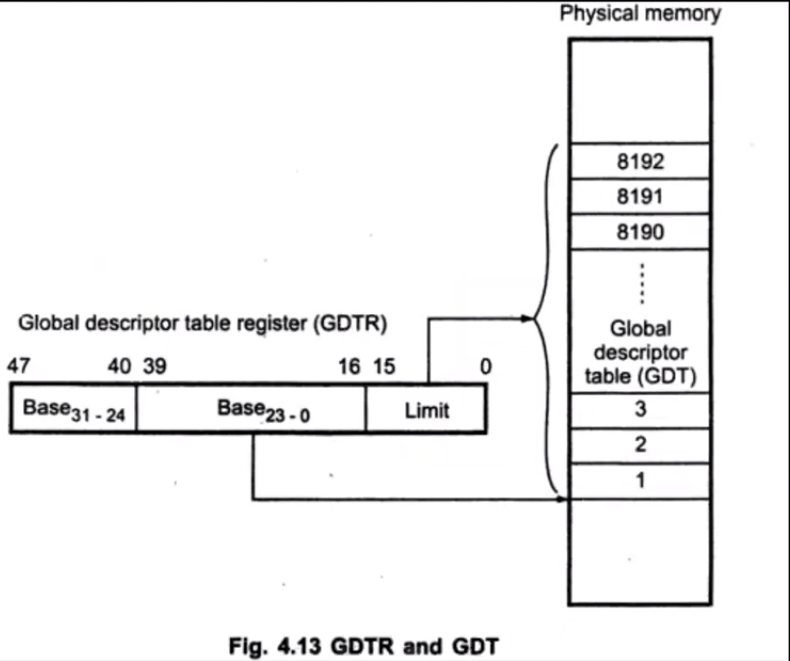 Physical memory
8192
8191
8190
Global
descriptor
table (GDT)
3
2
1
Global descriptor table register (GDTR)
47 40 39 16 15 0
Base31 - 24 Base23 - 0 Limit
Fig. 4.13 GDTR and GDT